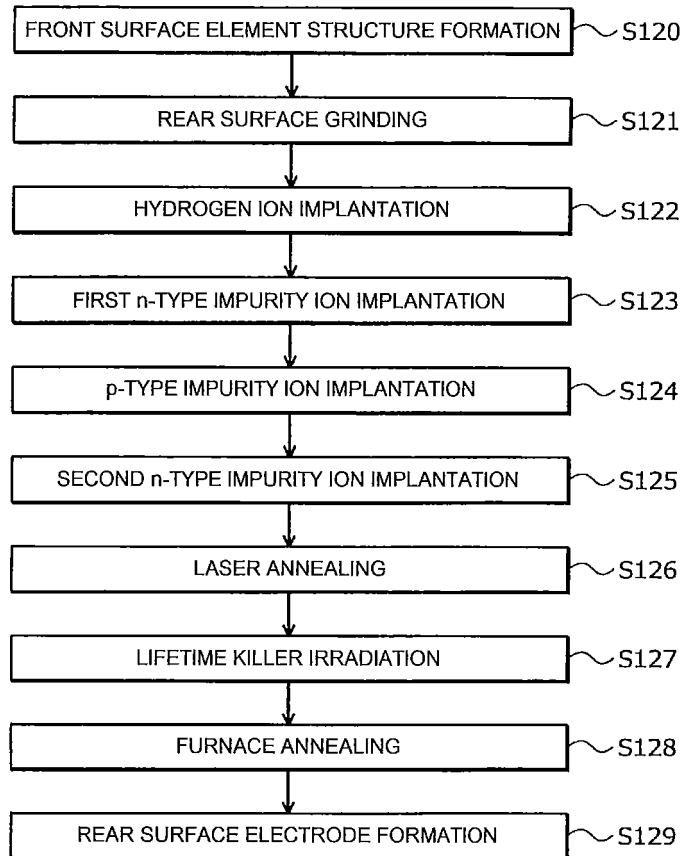 FRONT SURFACE ELEMENT STRUCTURE FORMATION S120
REAR SURFACE GRINDING S121
HYDROGEN ION IMPLANTATION S122
FIRST n-TYPE IMPURITY ION IMPLANTATION S123
p-TYPE IMPURITY ION IMPLANTATION S124
SECOND n-TYPE IMPURITY ION IMPLANTATION S125
LASER ANNEALING S126
LIFETIME KILLER IRRADIATION S127
FURNACE ANNEALING S128
REAR SURFACE ELECTRODE FORMATION S129